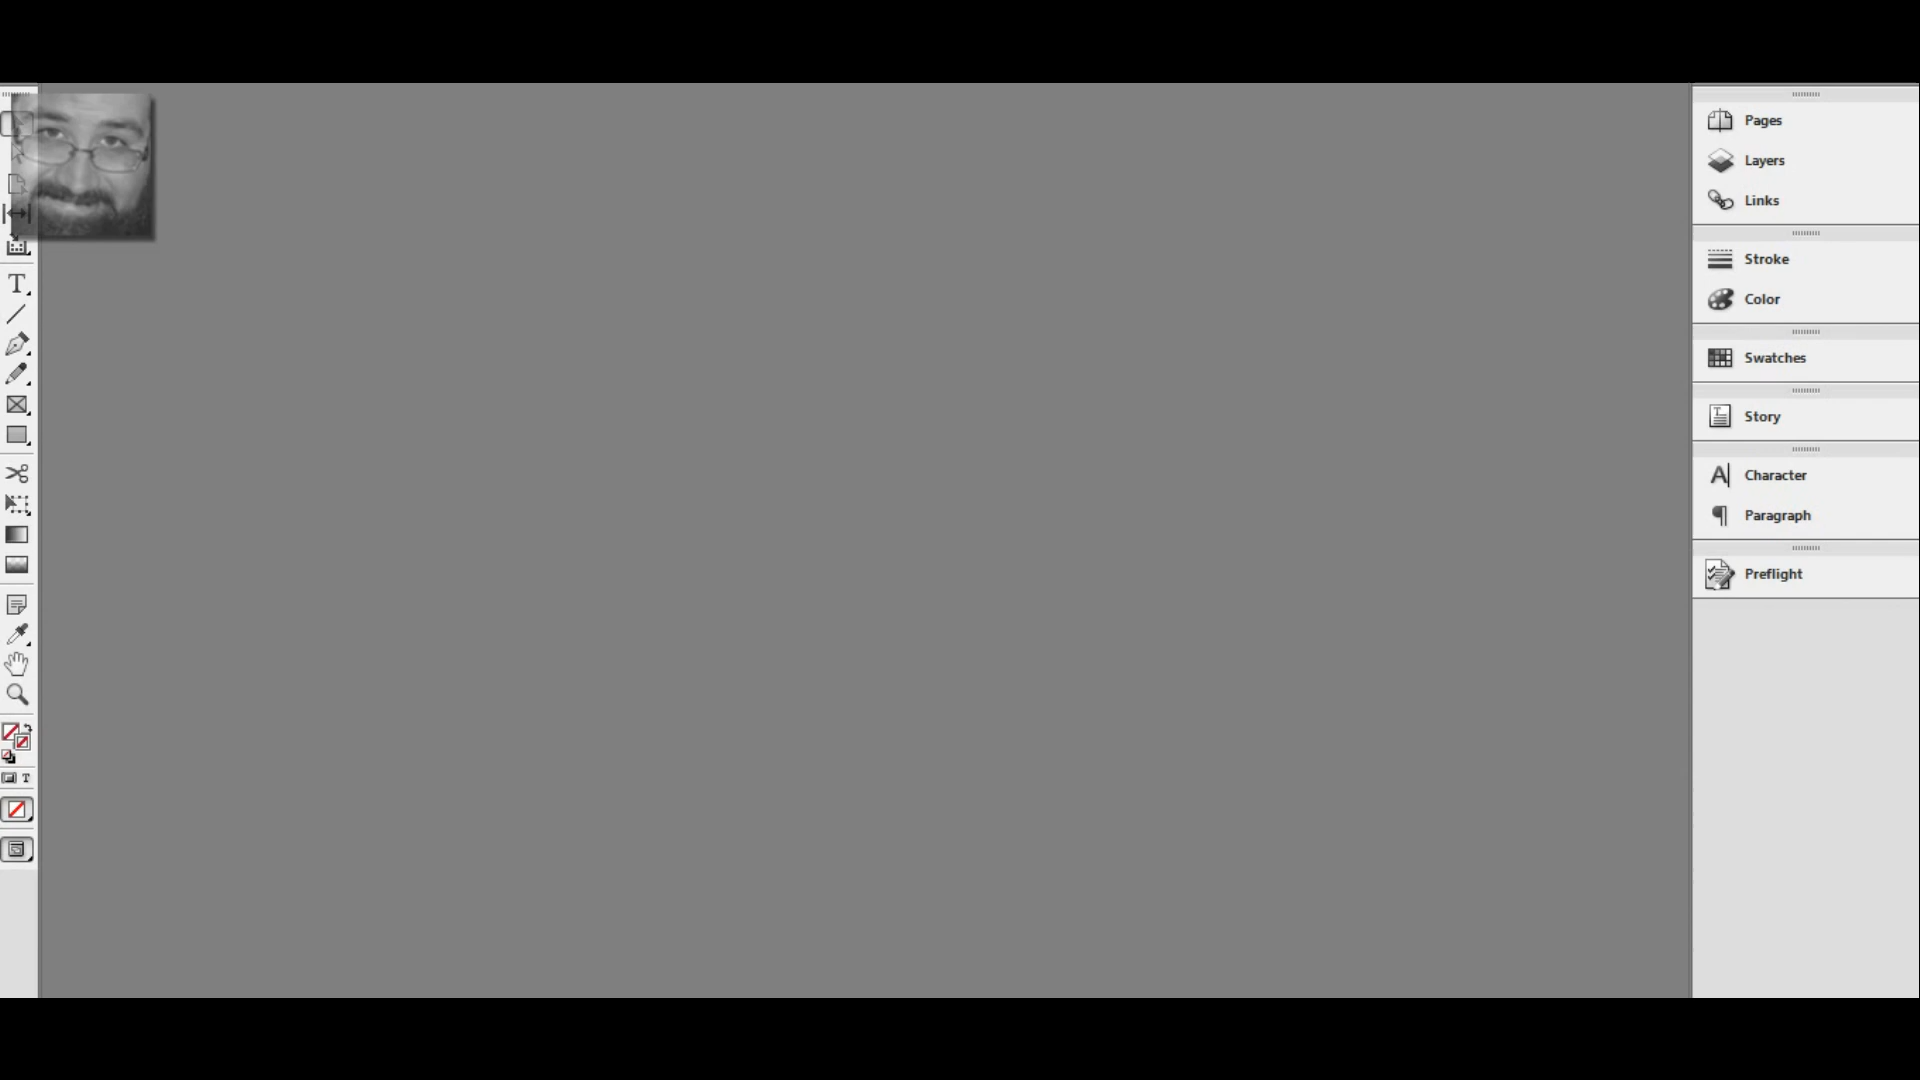 Pages
Layers
Links
Stroke
Color
Swatches
Story
Character
Paragraph
Preflight